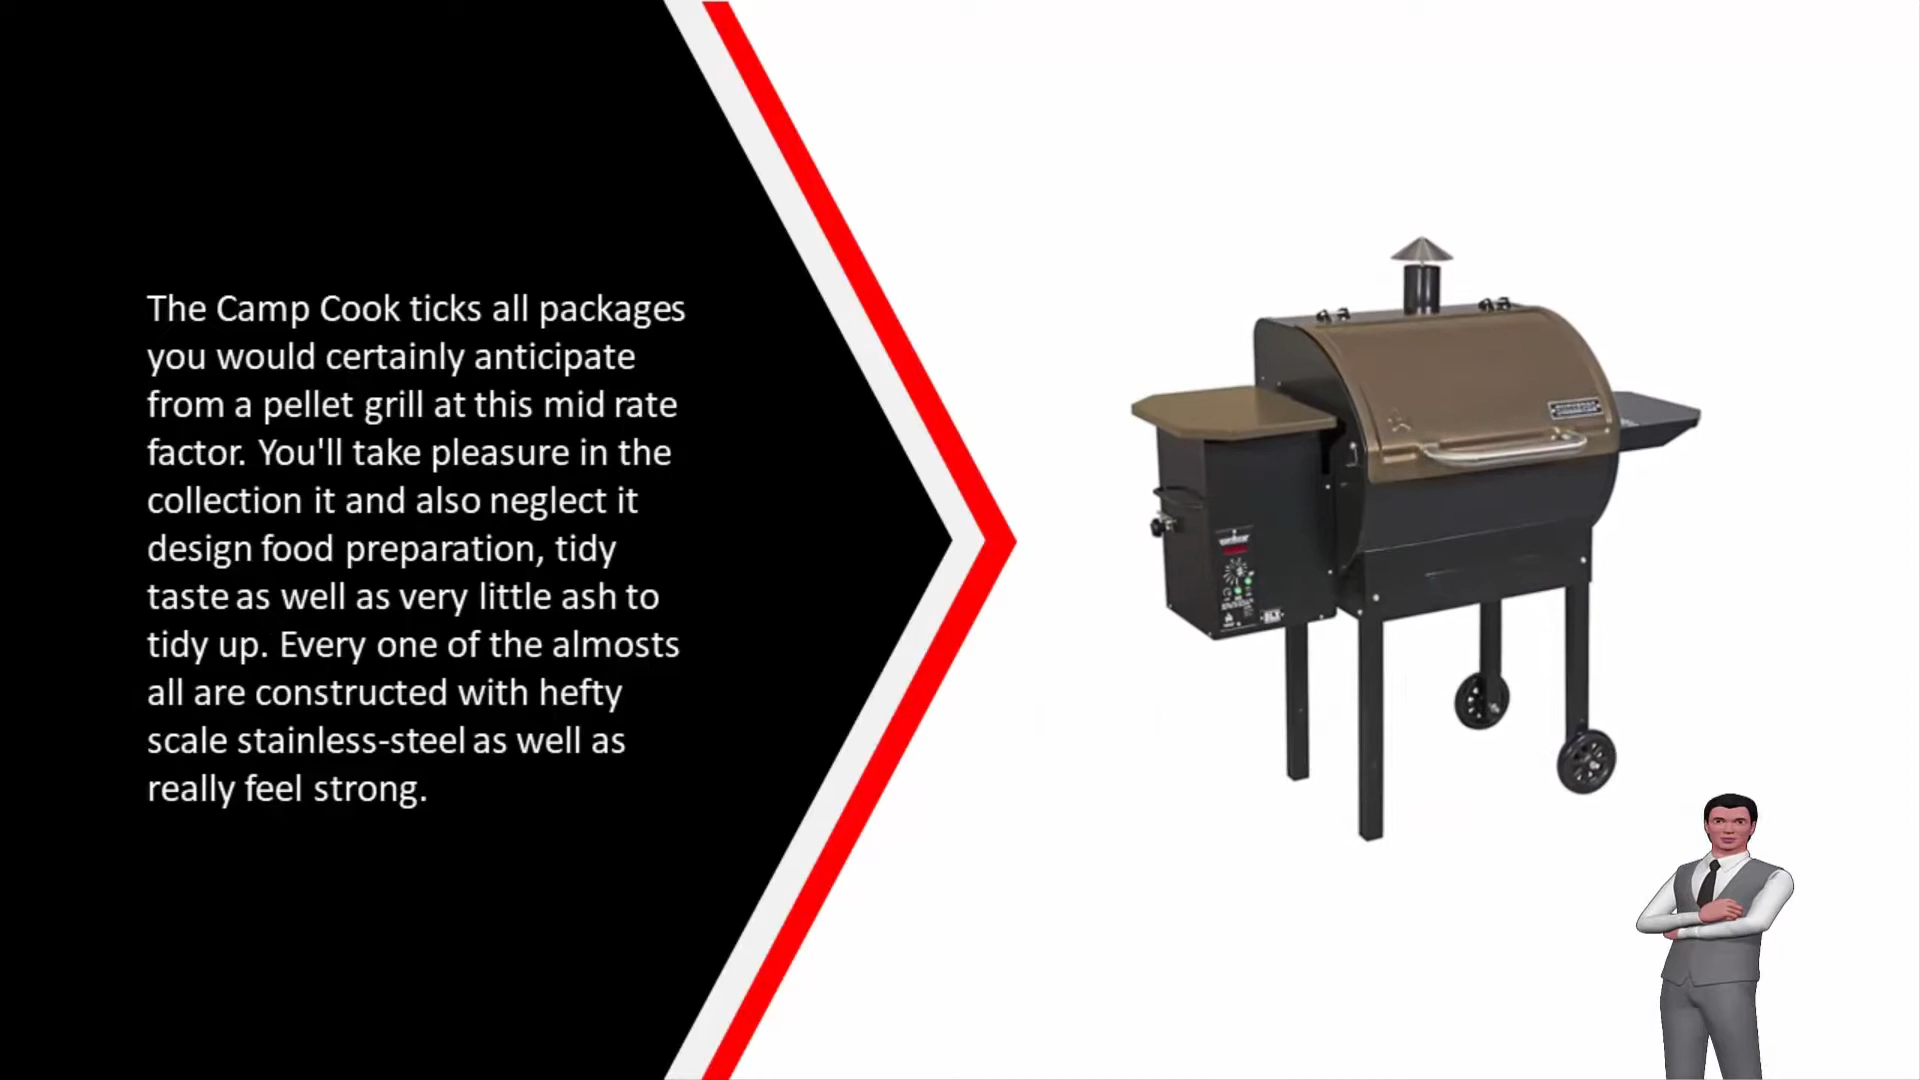 The Camp Cook ticks all packages
you would certainly anticipate
from a pellet grill at this mid rate
factor. You'll take pleasure in the
collection it and also neglect it
design food preparation, tidy
taste as well as very little ash to
tidy up. Every one of the almosts
all are constructed with hefty
scale stainless-steel as well as
really feel strong.